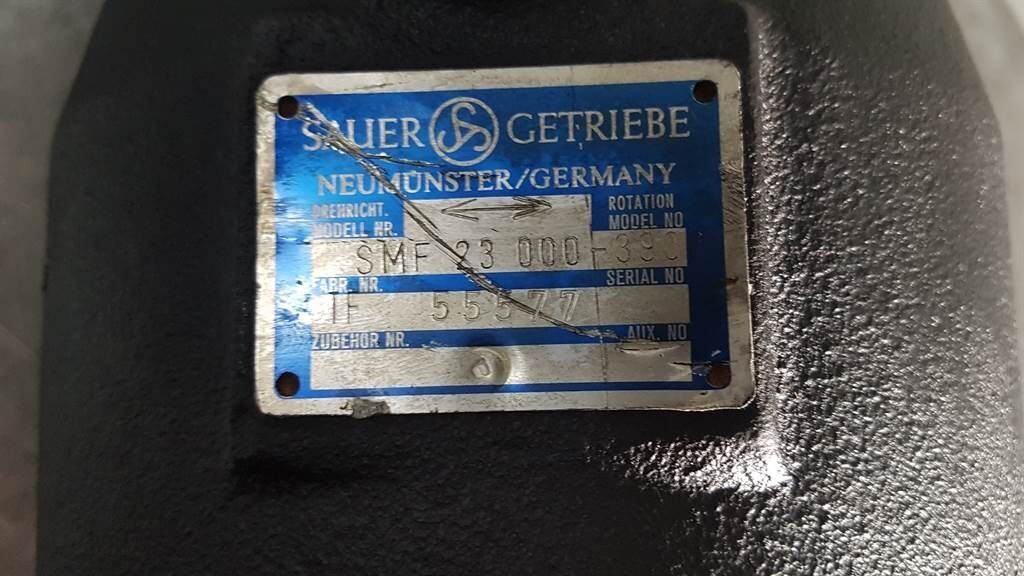 SAUER GETRIEBE
NEUMÜNSTER/GERMANY
DREHRICHT. ROTATION
MODELL NR. MODEL NO
SMF 23 000
FABR. NR. SERIAL NO
IF 55577
ZUBEHÖR NR. AUX. NO